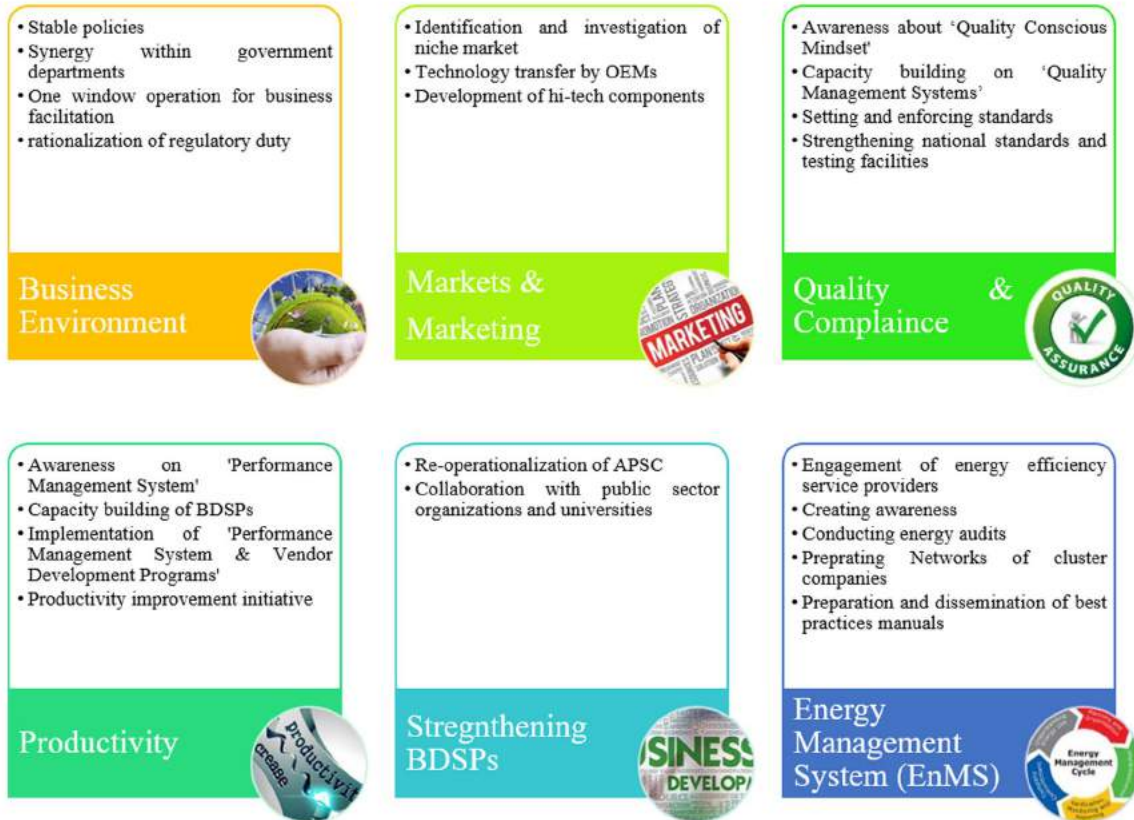 • Stable policies
• Synergy within government
departments
• One window operation for business
facilitation
• rationalization of regulatory duty
Business
Environment
• Identification and investigation of
niche market
• Technology transfer by OEMs
• Development of hi-tech components
Markets &
Marketing
MARKETING
• Awareness about ‘Quality Conscious
Mindset'
• Capacity building on ‘Quality
Management Systems’
• Setting and enforcing standards
• Strengthening national standards and
testing facilities
Quality &
Complaince
QUALITY
ASSURANCE
• Awareness on 'Performance
Management System'
• Capacity building of BDSPs
• Implementation of 'Performance
Management System & Vendor
Development Programs'
• Productivity improvement initiative
Productivity
• Re-operationalization of APSC
• Collaboration with public sector
organizations and universities
Stregnthening
BDSPs
• Engagement of energy efficiency
service providers
• Creating awareness
• Conducting energy audits
• Preprating Networks of cluster
companies
• Preparation and dissemination of best
practices manuals
Energy
Management
System (EnMS)
Energy
Management
Cycle